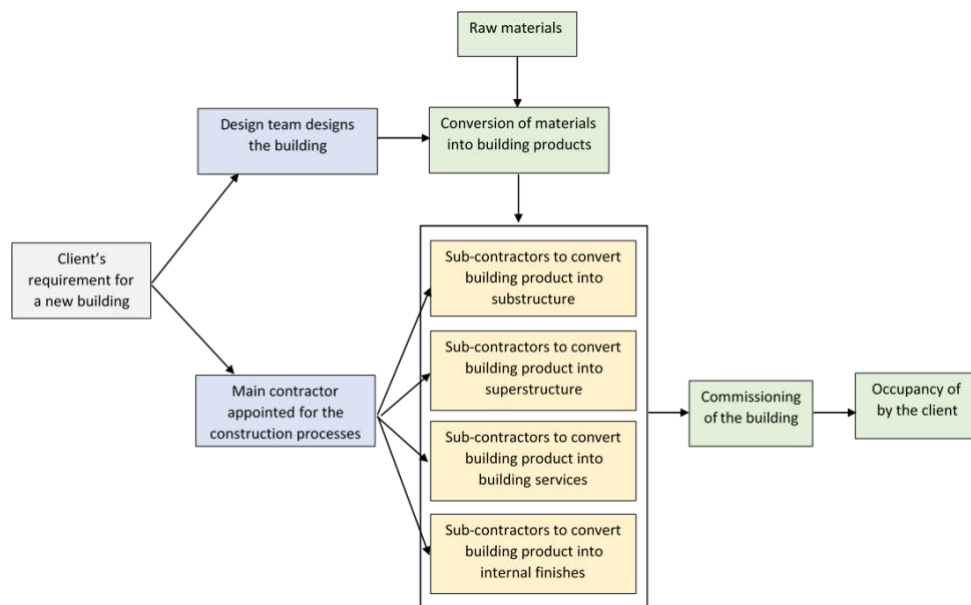 Raw materials
Design team designs
the building
Conversion of materials
into building products
Client's
requirement for
a new building
Main contractor
appointed for the
construction processes
Sub-contractors to convert
building product into
substructure
Sub-contractors to convert
building product into
superstructure
Sub-contractors to convert
building product into
building services
Sub-contractors to convert
building product into
internal finishes
Commissioning
of the building
Occupancy of
by the client